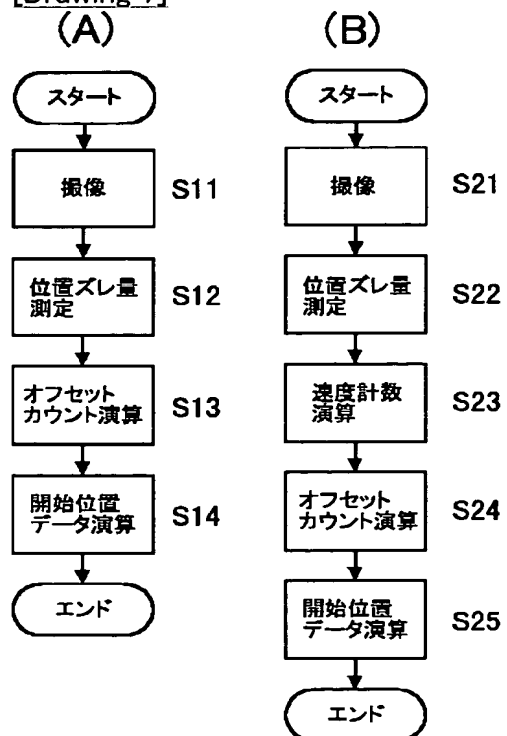 (A)
スタート
撮像
S11
位置ズレ量
測定
S12
オフセット
カウント演算
S13
開始位置
データ演算
S14
エンド
(B)
スタート
撮像
S21
位置ズレ量
測定
S22
速度計数
演算
S23
オフセット
カウント演算
S24
開始位置
データ演算
S25
エンド